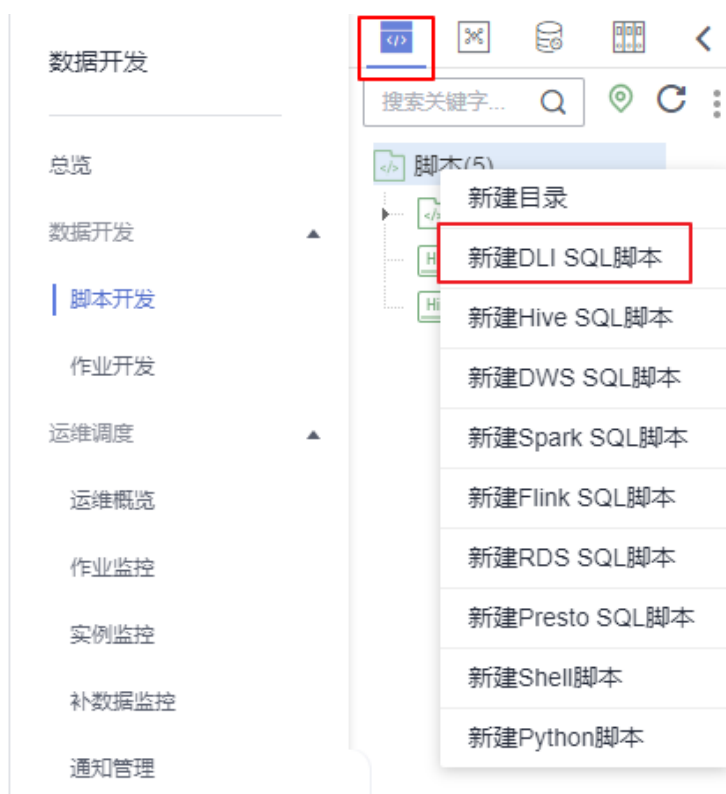 数据开发
总览
数据开发
脚本开发
作业开发
运维调度
运维概览
作业监控
实例监控
补数据监控
通知管理
</>
搜索关键字...
脚本(5)
新建目录
新建DLI SQL脚本
新建Hive SQL脚本
新建DWS SQL脚本
新建Spark SQL脚本
新建Flink SQL脚本
新建RDS SQL脚本
新建Presto SQL脚本
新建Shell脚本
新建Python脚本